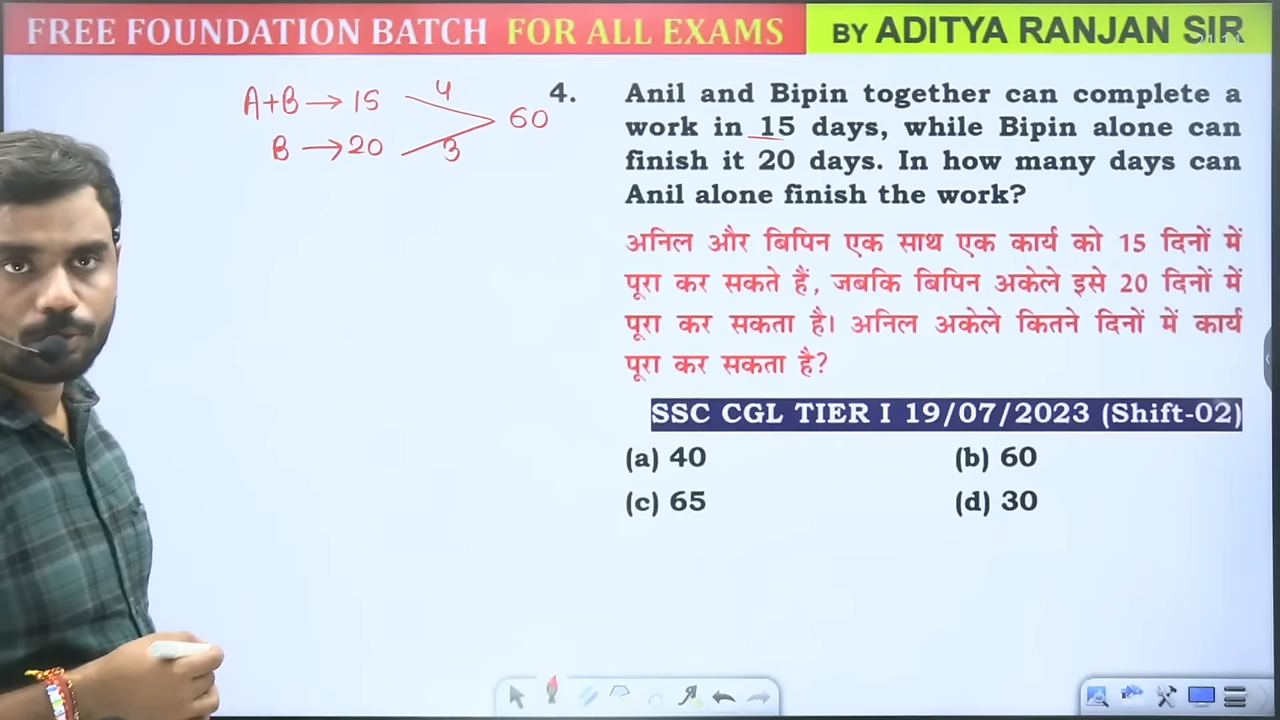 FREE FOUNDATION BATCH FOR ALL EXAMS BY ADITYA RANJAN SIR
A+B → 15 4
60
B → 20 3
4. Anil and Bipin together can complete a
work in 15 days, while Bipin alone can
finish it 20 days. In how many days can
Anil alone finish the work?
अनिल और बिपिन एक साथ एक कार्य को 15 दिनों में
पूरा कर सकते हैं, जबकि बिपिन अकेले इसे 20 दिनों में
पूरा कर सकता है। अनिल अकेले कितने दिनों में कार्य
पूरा कर सकता है?
SSC CGL TIER I 19/07/2023 (Shift-02)
(a) 40 (b) 60
(c) 65 (d) 30